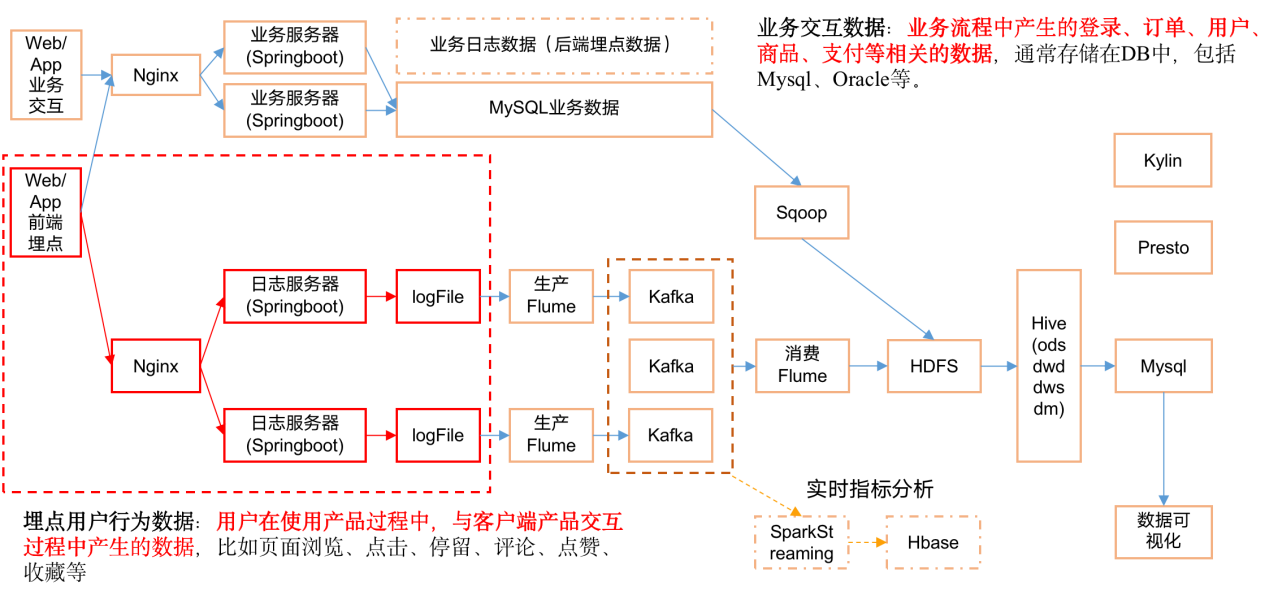 Web/
App
业务
交互
Nginx
业务服务器
(Springboot)
业务服务器
(Springboot)
业务日志数据（后端埋点数据）
MySQL业务数据
业务交互数据：业务流程中产生的登录、订单、用户、
商品、支付等相关的数据，通常存储在DB中，包括
Mysql、Oracle等。
Web/
App
前端
埋点
Nginx
日志服务器
(Springboot)
logFile
生产
Flume
Kafka
Kafka
日志服务器
(Springboot)
logFile
生产
Flume
Kafka
Sqoop
消费
Flume
HDFS
Hive
(ods
dwd
dws
dm)
Kylin
Presto
Mysql
数据可
视化
实时指标分析
SparkSt
reaming
Hbase
埋点用户行为数据：用户在使用产品过程中，与客户端产品交互
过程中产生的数据，比如页面浏览、点击、停留、评论、点赞、
收藏等